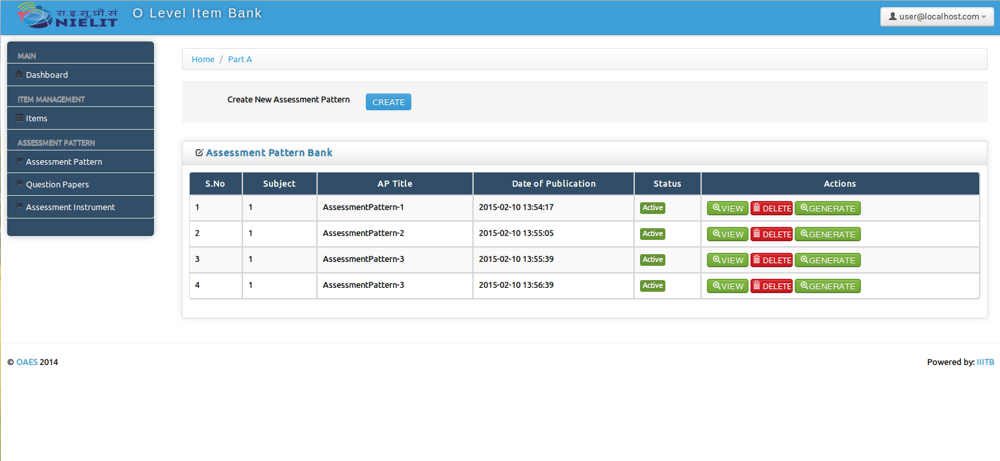 रा.इ.सू.प्रौ.सं
NIELIT
O Level Item Bank
user@localhost.com
MAIN
Dashboard
ITEM MANAGEMENT
Items
ASSESSMENT PATTERN
Assessment Pattern
Question Papers
Assessment Instrument
Home / Part A
Create New Assessment Pattern CREATE
Assessment Pattern Bank
S.No Subject AP Title Date of Publication Status Actions
1 1 AssessmentPattern-1 2015-02-10 13:54:17 Active VIEW DELETE GENERATE
2 1 AssessmentPattern-2 2015-02-10 13:55:05 Active VIEW DELETE GENERATE
3 1 AssessmentPattern-3 2015-02-10 13:55:39 Active VIEW DELETE GENERATE
4 1 AssessmentPattern-3 2015-02-10 13:56:39 Active VIEW DELETE GENERATE
© OAES 2014
Powered by: IIITB